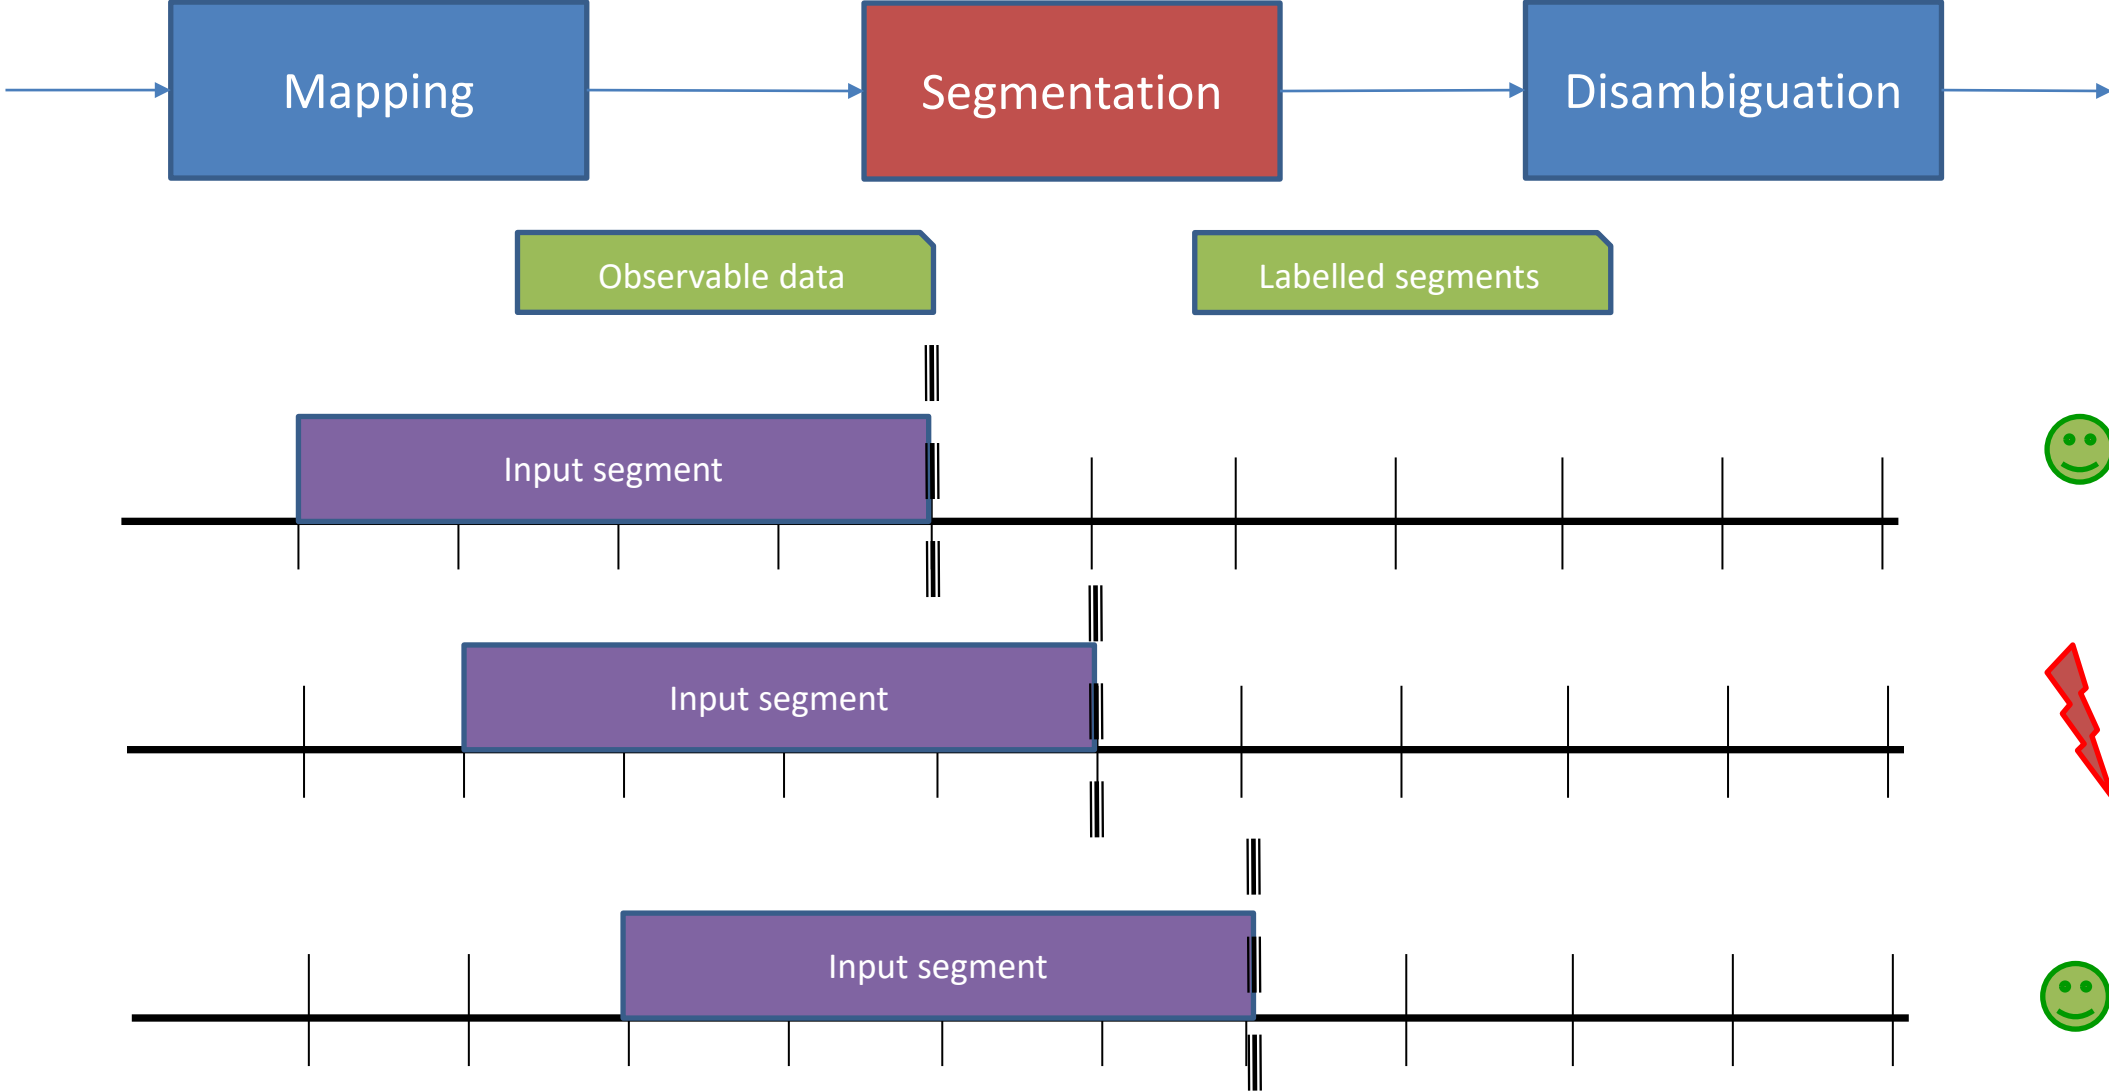 Mapping
Segmentation
Disambiguation
Observable data
Labelled segments
Input segment
Input segment
Input segment